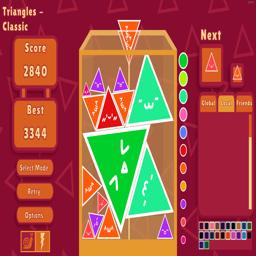 Triangles –
Classic
Score
2840
Best
3344
Select Mode
Retry
Options
Next
Global
Local
Friends